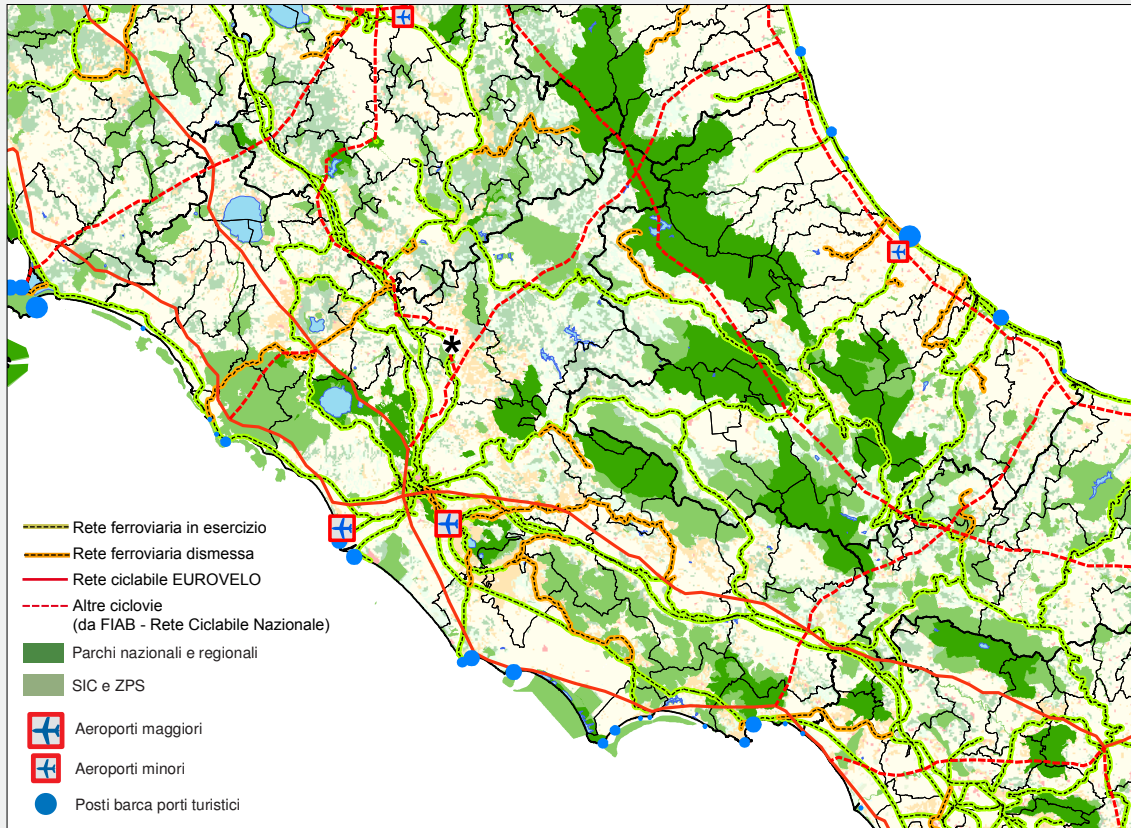 *
Rete ferroviaria in esercizio
Rete ferroviaria dismessa
Rete ciclabile EUROVELO
Altre ciclovie
(da FIAB - Rete Ciclabile Nazionale)
Parchi nazionali e regionali
SIC e ZPS
Aeroporti maggiori
Aeroporti minori
Posti barca porti turistici